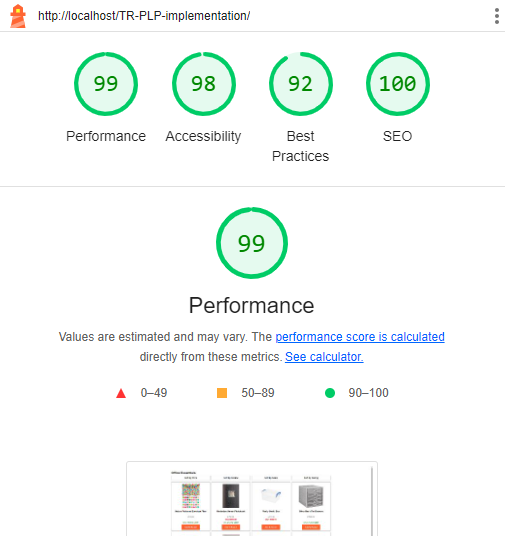 http://localhost/TR-PLP-implementation/
99 98 92 100
Performance Accessibility Best Practices SEO
99
Performance
Values are estimated and may vary. The performance score is calculated
directly from these metrics. See calculator.
0–49 50–89 90–100